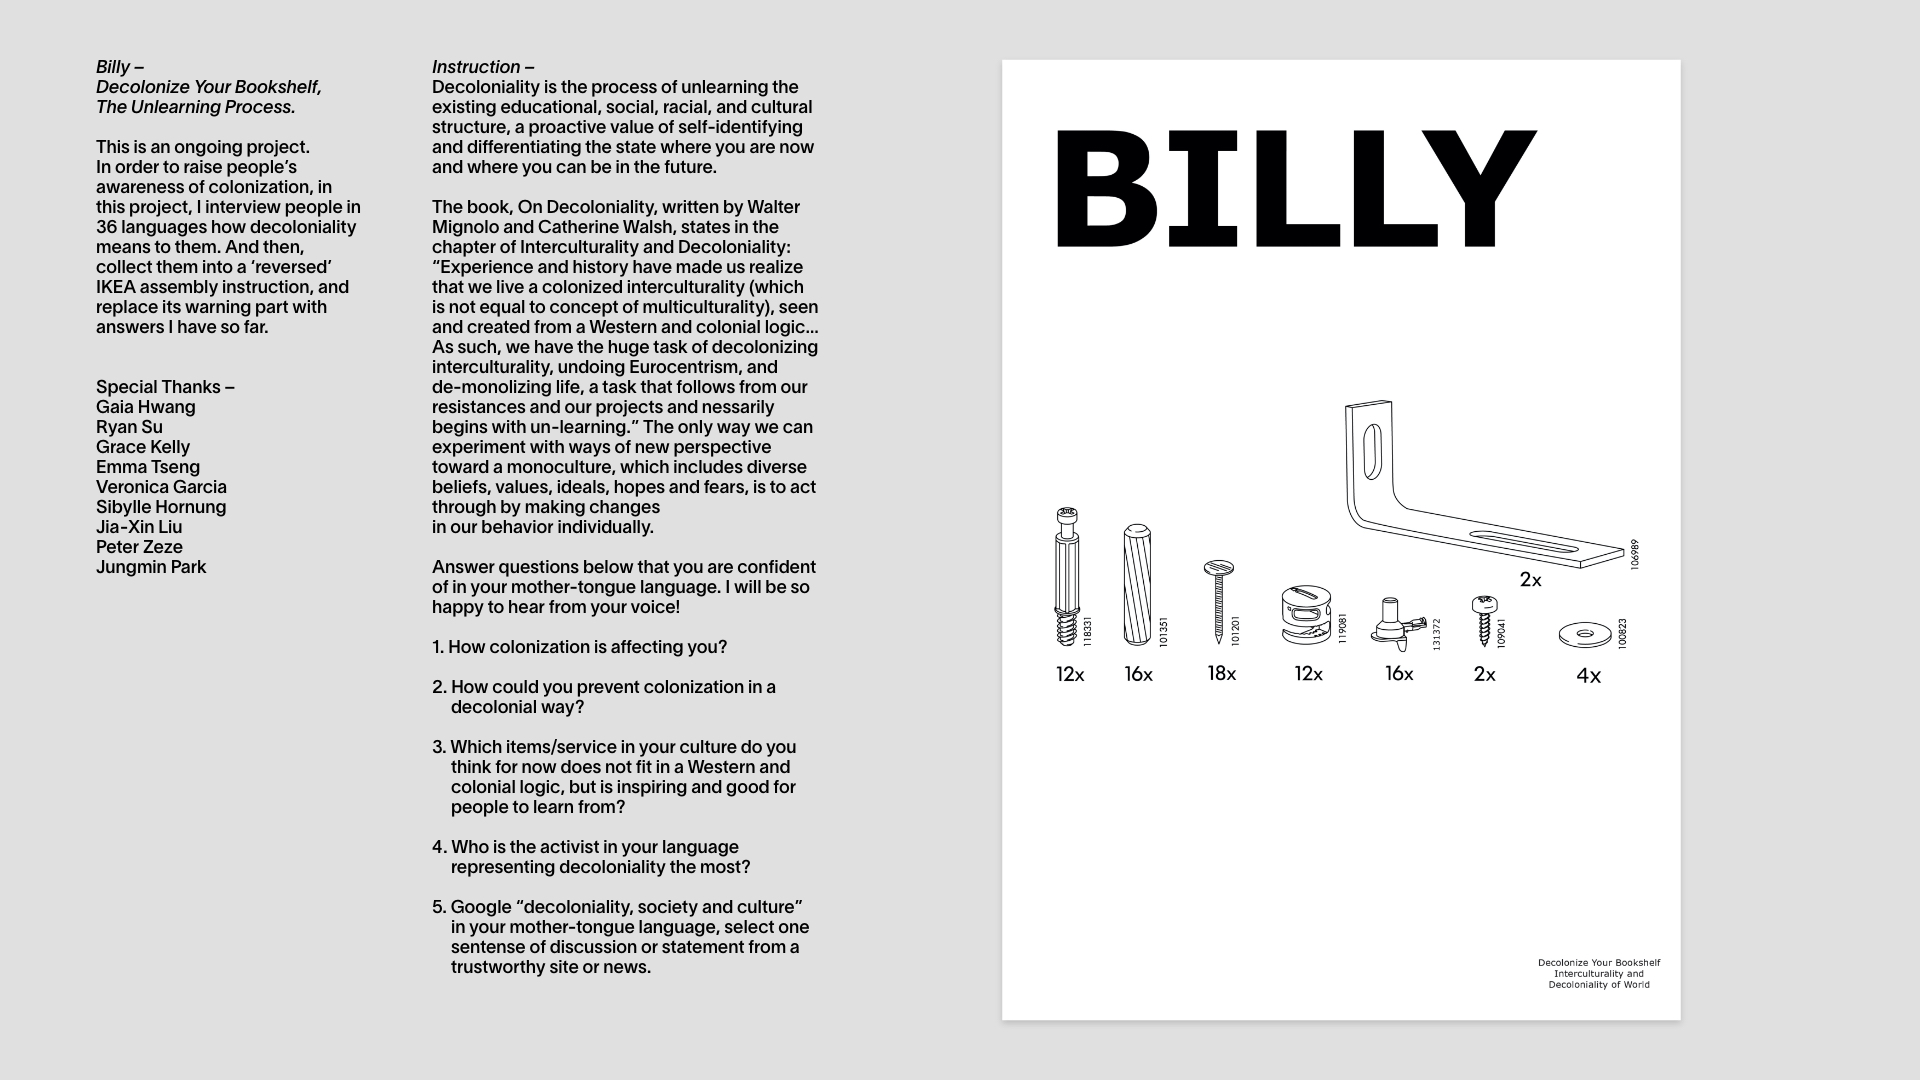 Billy –
Decolonize Your Bookshelf,
The Unlearning Process.
This is an ongoing project.
In order to raise people’s
awareness of colonization, in
this project, I interview people in
36 languages how decoloniality
means to them. And then,
collect them into a ‘reversed’
IKEA assembly instruction, and
replace its warning part with
answers I have so far.
Special Thanks –
Gaia Hwang
Ryan Su
Grace Kelly
Emma Tseng
Veronica Garcia
Sibylle Hornung
Jia-Xin Liu
Peter Zeze
Jungmin Park
Instruction –
Decoloniality is the process of unlearning the
existing educational, social, racial, and cultural
structure, a proactive value of self-identifying
and differentiating the state where you are now
and where you can be in the future.
The book, On Decoloniality, written by Walter
Mignolo and Catherine Walsh, states in the
chapter of Interculturality and Decoloniality:
“Experience and history have made us realize
that we live a colonized interculturality (which
is not equal to concept of multiculturality), seen
and created from a Western and colonial logic...
As such, we have the huge task of decolonizing
interculturality, undoing Eurocentrism, and
de-monolizing life, a task that follows from our
resistances and our projects and nessarily
begins with un-learning.” The only way we can
experiment with ways of new perspective
toward a monoculture, which includes diverse
beliefs, values, ideals, hopes and fears, is to act
through by making changes
in our behavior individually.
Answer questions below that you are confident
of in your mother-tongue language. I will be so
happy to hear from your voice!
1. How colonization is affecting you?
2. How could you prevent colonization in a
decolonial way?
3. Which items/service in your culture do you
think for now does not fit in a Western and
colonial logic, but is inspiring and good for
people to learn from?
4. Who is the activist in your language
representing decoloniality the most?
5. Google “decoloniality, society and culture”
in your mother-tongue language, select one
sentense of discussion or statement from a
trustworthy site or news.
BILLY
106989
2x
118331
101351
101201
119081
131372
109041
100823
12x
16x
18x
12x
16x
2x
4x
Decolonize Your Bookshelf
Interculturality and
Decoloniality of World